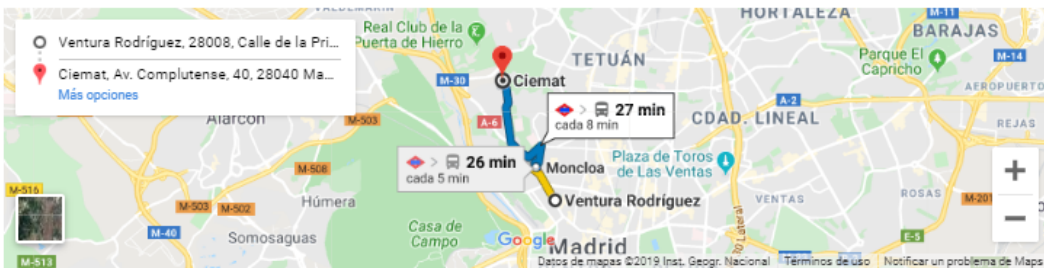 Ventura Rodríguez, 28008, Calle de la Pri...
Ciemat, Av. Complutense, 40, 28040 Ma...
Más opciones
Real Club de la
Puerta de Hierro
HORTALEZA
M-11
BARAJAS
TETUÁN
Parque El
Capricho
M-14
M-30
Ciemat
A-2
AEROPUERTO
Alarcón
M-503
A-6
27 min
cada 8 min
CDAD. LINEAL
REJAS
26 min
cada 5 min
Moncloa
Plaza de Toros
de Las Ventas
M-508
M-516
Húmera
Ventura Rodríguez
VENTAS
ROSAS
M-201
M-503
M-502
M-40
Somosaguas
Casa de
Campo
Google
Madrid
E-5
M-513
Datos de mapas ©2019 Inst. Geogr. Nacional
Términos de uso
Notificar un problema de Maps